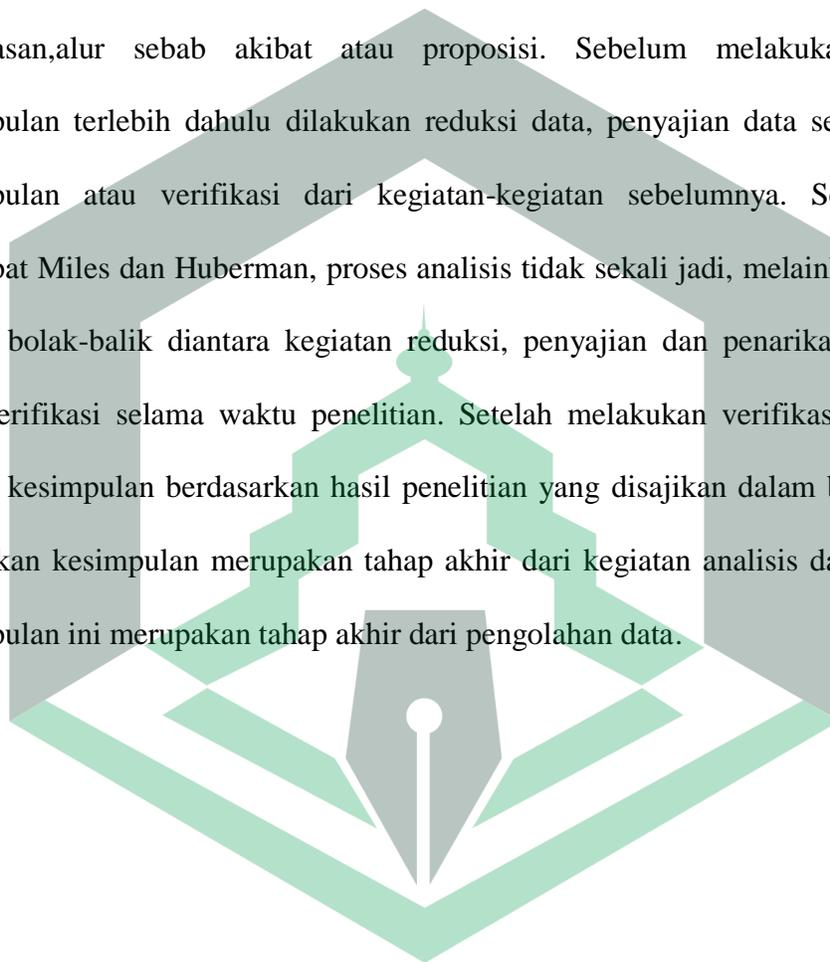 asan,alur sebab akibat atau proposisi. Sebelum melakuka
pulan terlebih dahulu dilakukan reduksi data, penyajian data se
pulan atau verifikasi dari kegiatan-kegiatan sebelumnya. Se
pat Miles dan Huberman, proses analisis tidak sekali jadi, melain
bolak-balik diantara kegiatan reduksi, penyajian dan penarika
erifikasi selama waktu penelitian. Setelah melakukan verifikas
kesimpulan berdasarkan hasil penelitian yang disajikan dalam b
kan kesimpulan merupakan tahap akhir dari kegiatan analisis da
pulan ini merupakan tahap akhir dari pengolahan data.